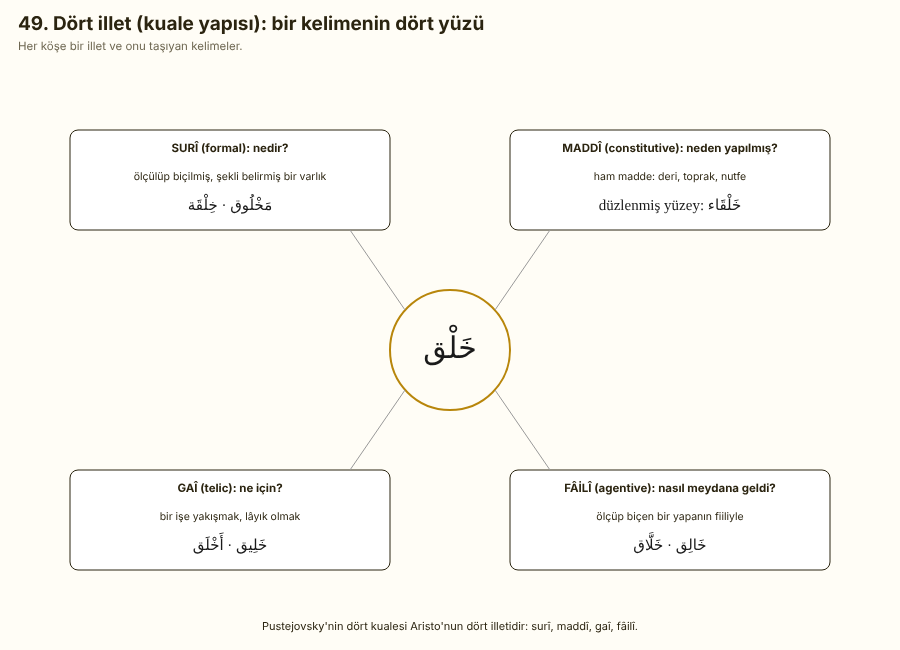 49. Dört illet (kuale yapısı): bir kelimenin dört yüzü
Her köşe bir illet ve onu taşıyan kelimeler.
SURÎ (formal): nedir?
ölçülüp biçilmiş, şekli belirmiş bir varlık
مَخْلُوق · خِلْقَة
MADDÎ (constitutive): neden yapılmış?
ham madde: deri, toprak, nutfe
düzlenmiş yüzey: خَلْقَاء
خَلْق
GAÎ (telic): ne için?
bir işe yakışmak, lâyık olmak
خَلِيق · أَخْلَق
FÂİLÎ (agentive): nasıl meydana geldi?
ölçüp biçen bir yapanın fiiliyle
خَالِق · خَلَّاق
Pustejovsky'nin dört kualesi Aristo'nun dört illetidir: surî, maddî, gaî, fâilî.